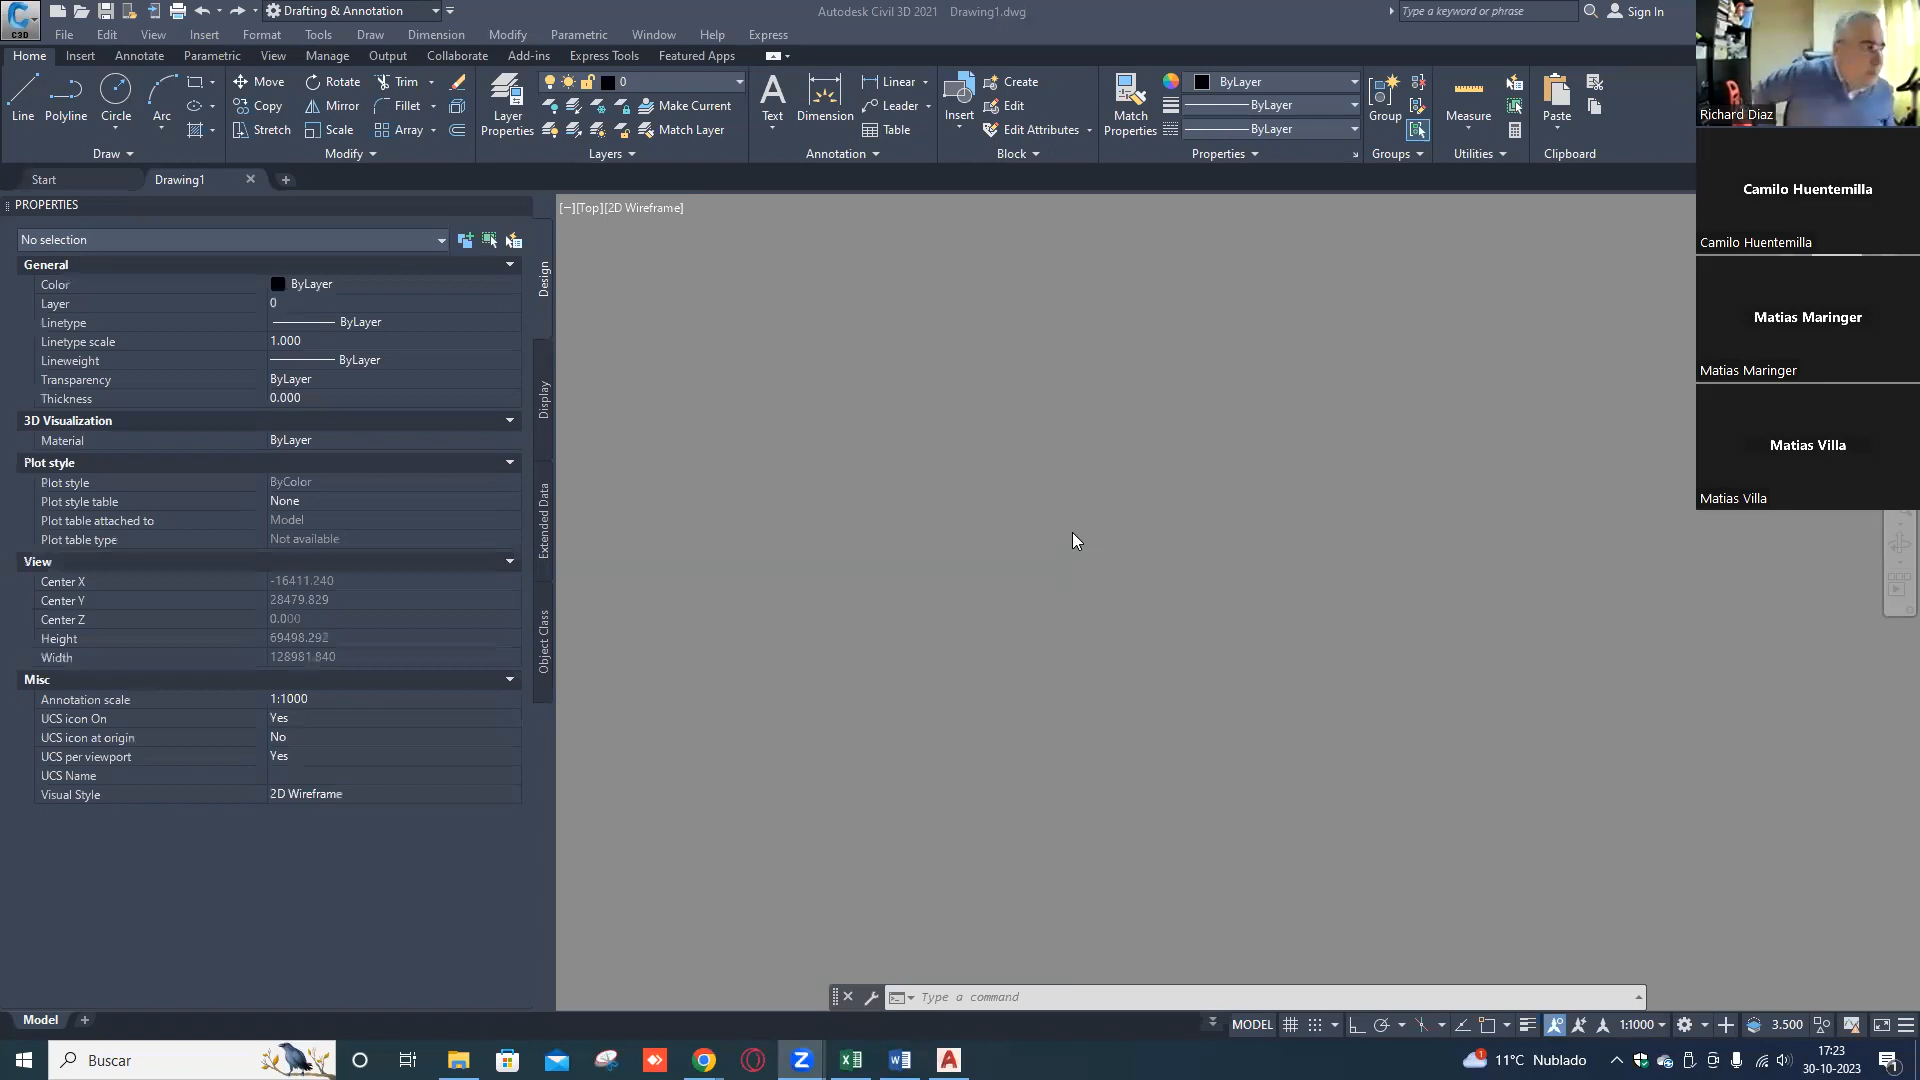 C3D
Drafting & Annotation
Autodesk Civil 3D 2021 Drawing1.dwg
Type a keyword or phrase
Sign In
File Edit View Insert Format Tools Draw Dimension Modify Parametric Window Help Express
Home Insert Annotate Parametric View Manage Output Collaborate Add-ins Express Tools Featured Apps
Line
Polyline
Circle
Arc
Move
Rotate
Trim
Copy
Mirror
Fillet
Stretch
Scale
Array
Layer
Properties
0
Make Current
Match Layer
Text
Dimension
Linear
Leader
Table
Insert
Create
Edit
Edit Attributes
Match
Properties
ByLayer
ByLayer
ByLayer
Group
Measure
Paste
Draw
Modify
Layers
Annotation
Block
Properties
Groups
Utilities
Clipboard
Start
Drawing1
PROPERTIES
No selection
General
Color ByLayer
Layer 0
Linetype ByLayer
Linetype scale 1.000
Lineweight ByLayer
Transparency ByLayer
Thickness 0.000
3D Visualization
Material ByLayer
Plot style
Plot style ByColor
Plot style table None
Plot table attached to Model
Plot table type Not available
View
Center X -16411.240
Center Y 28479.829
Center Z 0.000
Height 69498.292
Width 128981.840
Misc
Annotation scale 1:1000
UCS icon On Yes
UCS icon at origin No
UCS per viewport Yes
UCS Name
Visual Style 2D Wireframe
Design
Display
Extended Data
Object Class
[−][Top][2D Wireframe]
Richard Diaz
Camilo Huentemilla
Camilo Huentemilla
Matias Maringer
Matias Maringer
Matias Villa
Matias Villa
Type a command
Model
MODEL
1:1000
3.500
Buscar
1
11°C Nublado
17:23
30-10-2023
1